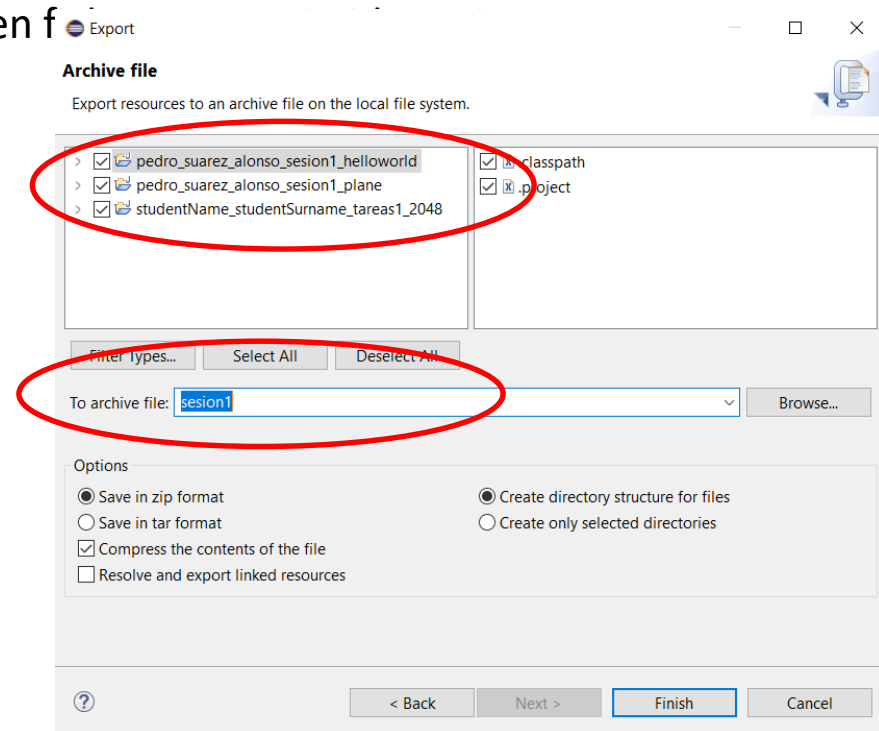 en f
Export
Archive file
Export resources to an archive file on the local file system.
pedro_suarez_alonso_sesion1_helloworld
.classpath
pedro_suarez_alonso_sesion1_plane
.project
studentName_studentSurname_tareas1_2048
Filter Types... Select All Deselect All
To archive file: sesion1 Browse...
Options
Save in zip format
Create directory structure for files
Save in tar format
Create only selected directories
Compress the contents of the file
Resolve and export linked resources
? < Back Next > Finish Cancel